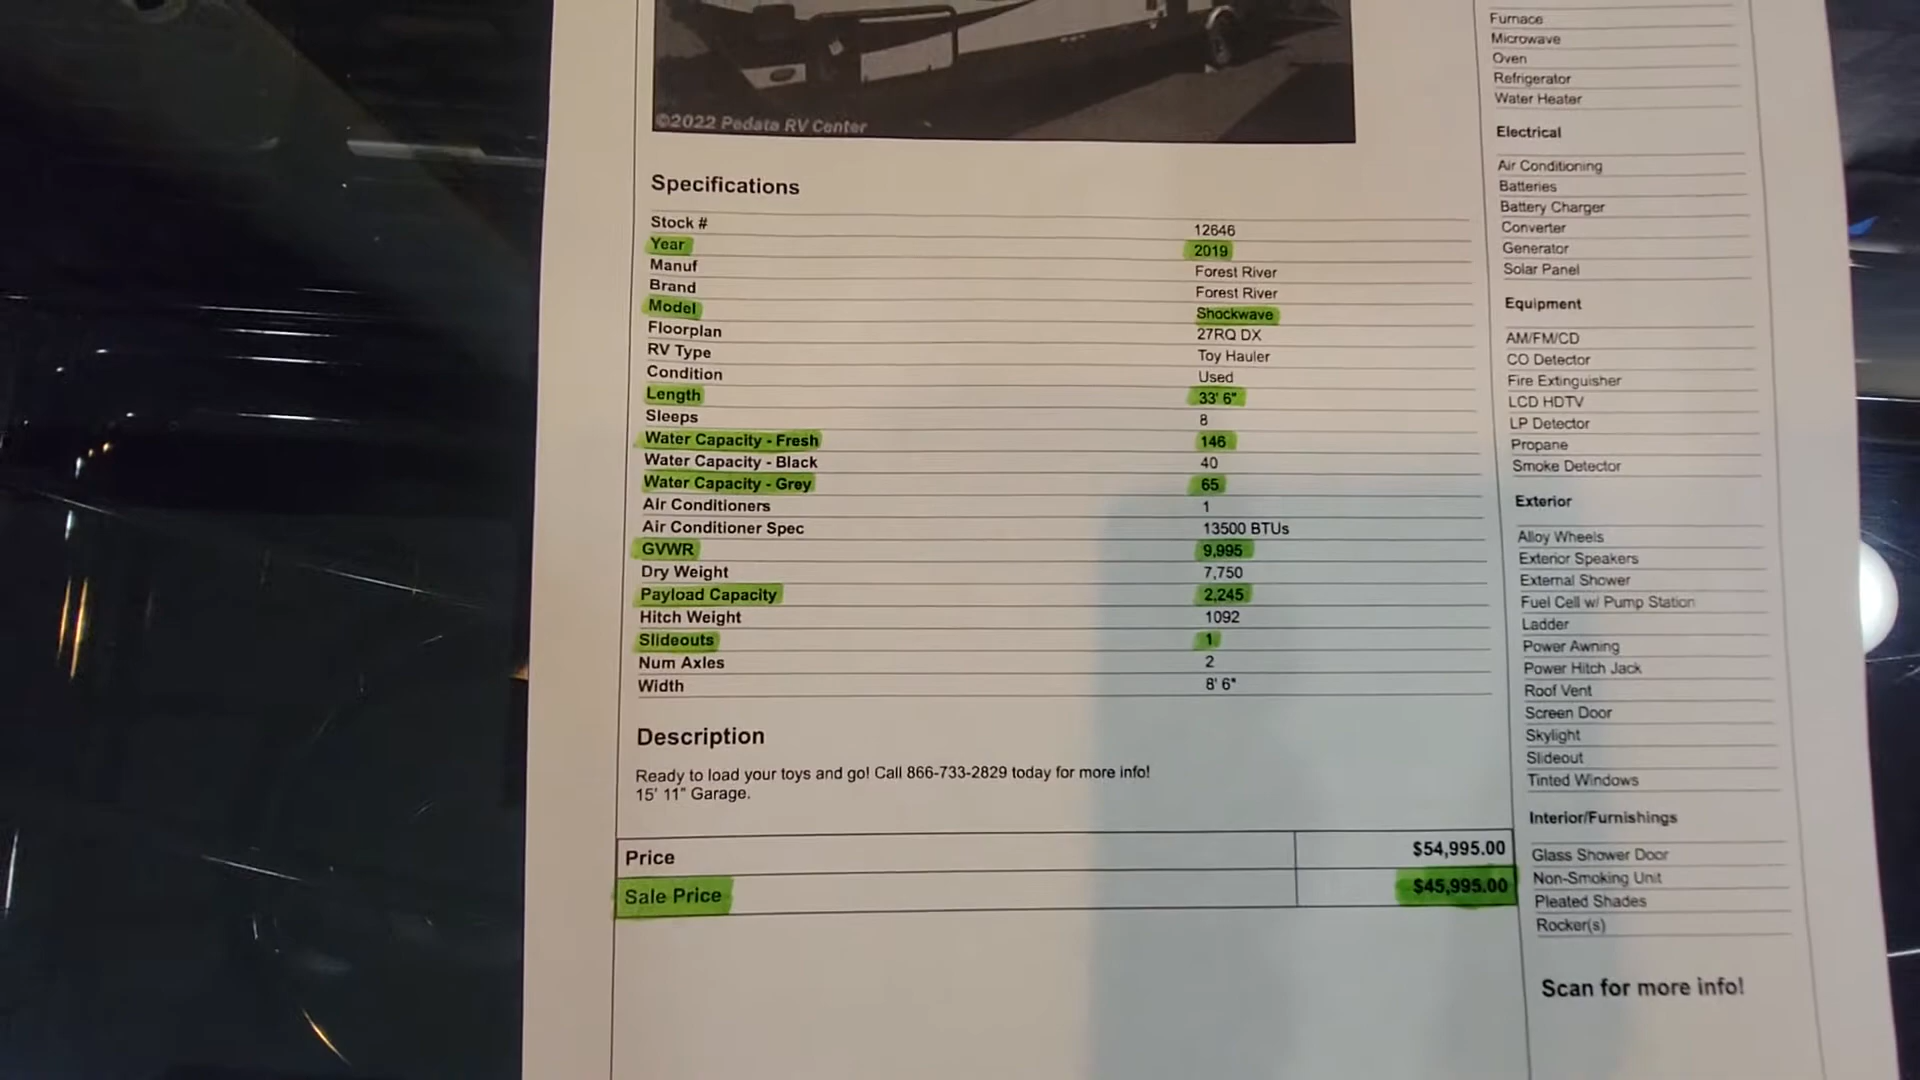 ©2022 Pedata RV Center
Specifications
Stock # 12646
Year 2019
Manuf Forest River
Brand Forest River
Model Shockwave
Floorplan 27RQ DX
RV Type Toy Hauler
Condition Used
Length 33' 6"
Sleeps 8
Water Capacity - Fresh 146
Water Capacity - Black 40
Water Capacity - Grey 65
Air Conditioners 1
Air Conditioner Spec 13500 BTUs
GVWR 9,995
Dry Weight 7,750
Payload Capacity 2,245
Hitch Weight 1092
Slideouts 1
Num Axles 2
Width 8' 6"
Description
Ready to load your toys and go! Call 866-733-2829 today for more info!
15' 11" Garage.
Price $54,995.00
Sale Price $45,995.00
Furnace
Microwave
Oven
Refrigerator
Water Heater
Electrical
Air Conditioning
Batteries
Battery Charger
Converter
Generator
Solar Panel
Equipment
AM/FM/CD
CO Detector
Fire Extinguisher
LCD HDTV
LP Detector
Propane
Smoke Detector
Exterior
Alloy Wheels
Exterior Speakers
External Shower
Fuel Cell w/ Pump Station
Ladder
Power Awning
Power Hitch Jack
Roof Vent
Screen Door
Skylight
Slideout
Tinted Windows
Interior/Furnishings
Glass Shower Door
Non-Smoking Unit
Pleated Shades
Rocker(s)
Scan for more info!